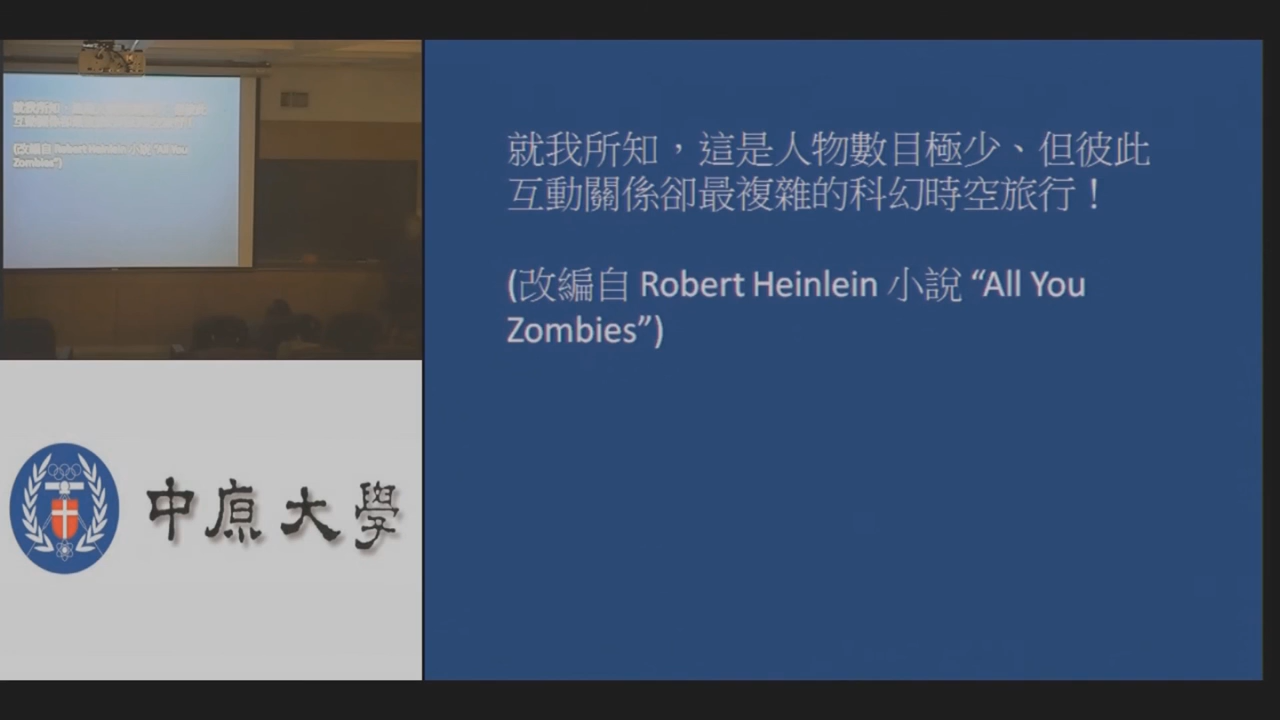 就我所知，這是人物數目極少、但彼此
互動關係卻最複雜的科幻時空旅行！
(改編自 Robert Heinlein 小說 “All You
Zombies”)
中原大學